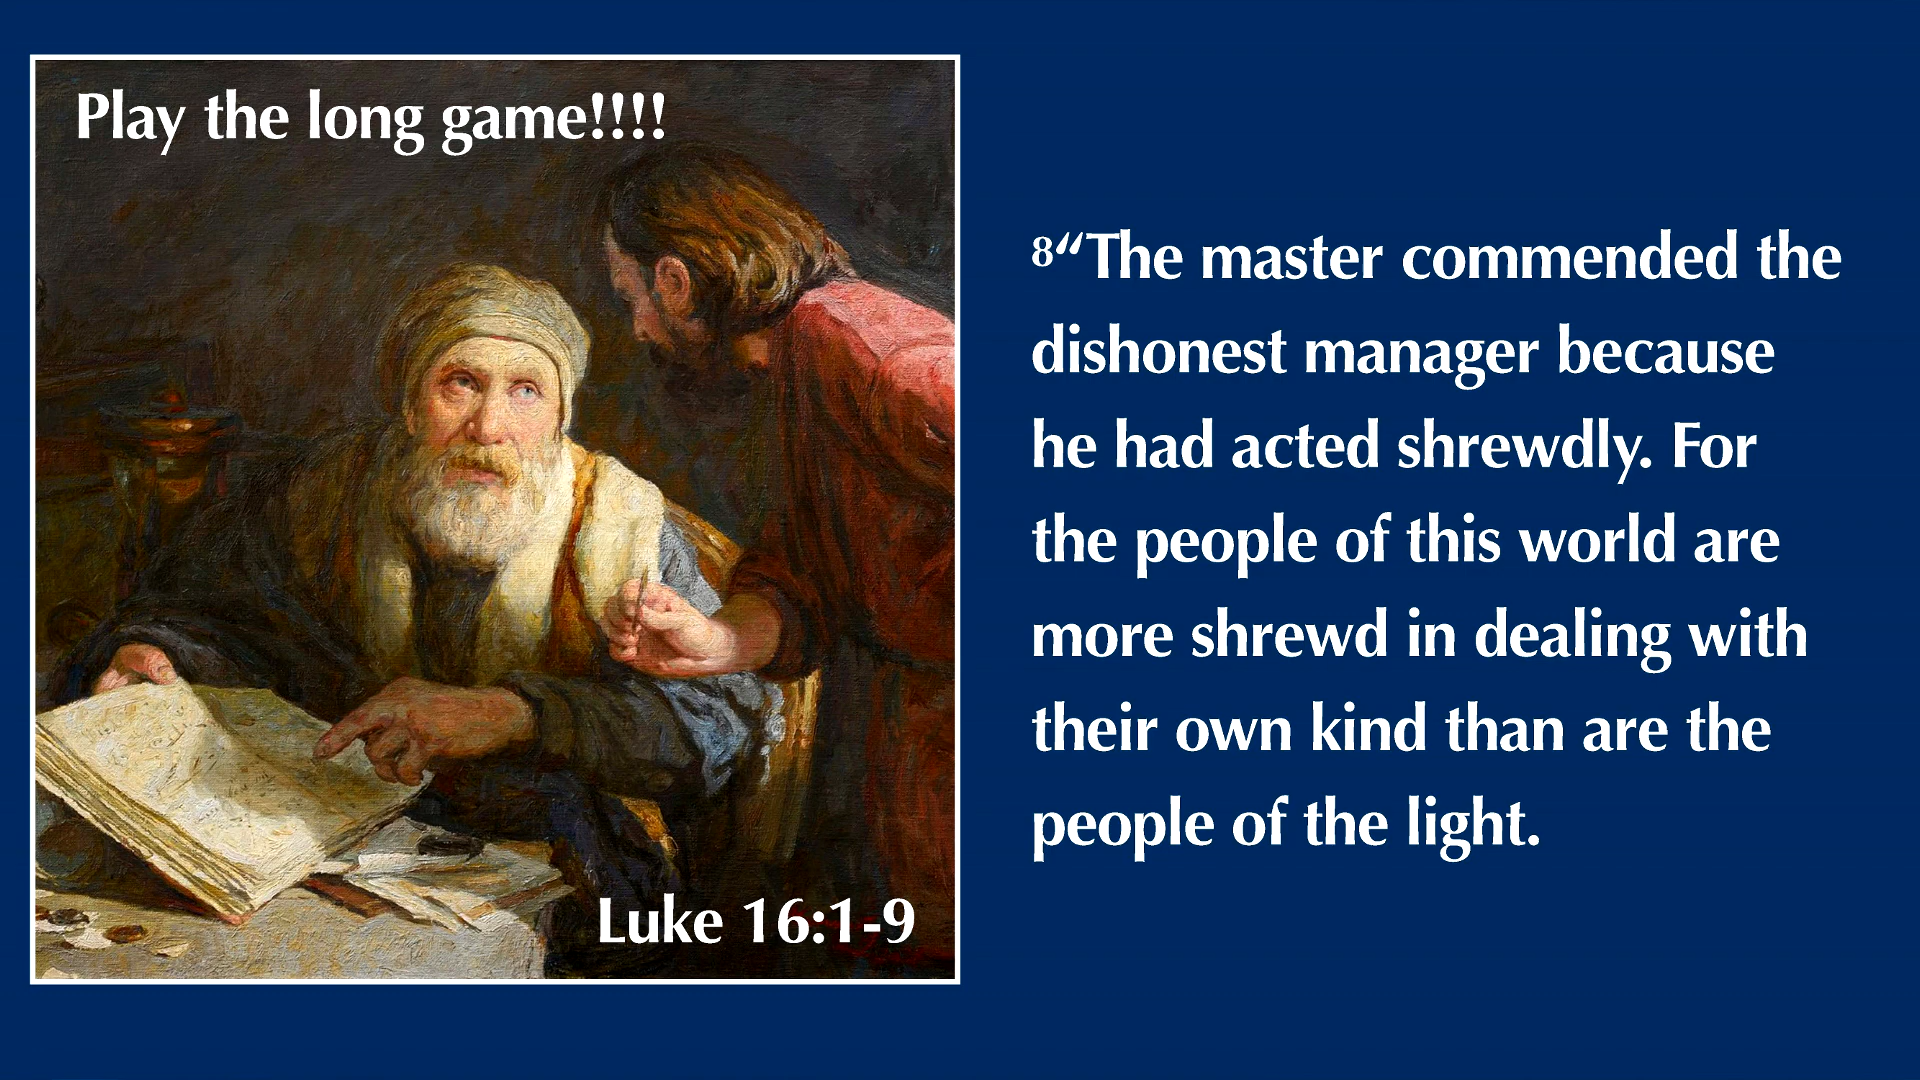 Play the long game!!!!
Luke 16:1-9
8“The master commended the
dishonest manager because
he had acted shrewdly. For
the people of this world are
more shrewd in dealing with
their own kind than are the
people of the light.